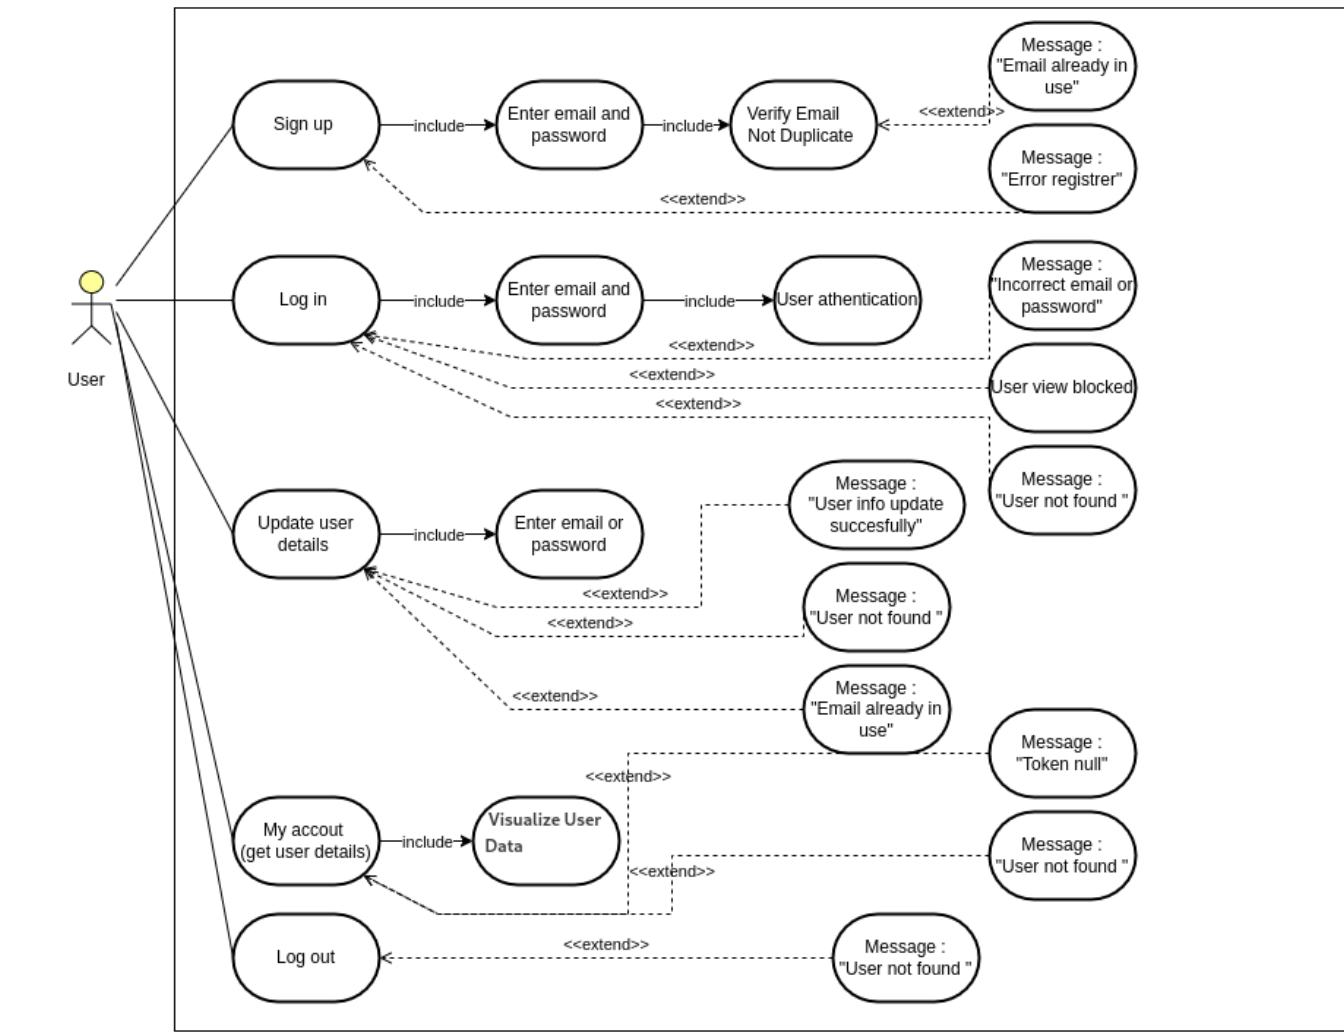 Message :
"Email already in
use"
Sign up
include
Enter email and
password
include
Verify Email
Not Duplicate
<<extend>>
Message :
"Error registrer"
<<extend>>
Log in
include
Enter email and
password
include
User athentication
Message :
"Incorrect email or
password"
<<extend>>
<<extend>>
User view blocked
<<extend>>
User
Message :
"User not found "
Update user
details
include
Enter email or
password
Message :
"User info update
succesfully"
<<extend>>
Message :
"User not found "
<<extend>>
Message :
"Email already in
use"
<<extend>>
Message :
"Token null"
<<extend>>
My accout
(get user details)
include
Visualize User
Data
Message :
"User not found "
<<extend>>
Log out
<<extend>>
Message :
"User not found "